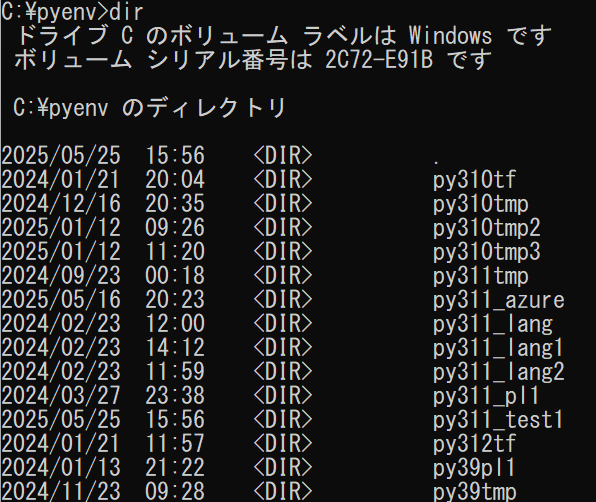 C:¥pyenv>dir
ドライブ C のボリューム ラベルは Windows です
ボリューム シリアル番号は 2C72-E91B です
C:¥pyenv のディレクトリ
2025/05/25  15:56    <DIR>          .
2024/01/21  20:04    <DIR>          py310tf
2024/12/16  20:35    <DIR>          py310tmp
2025/01/12  09:26    <DIR>          py310tmp2
2025/01/12  11:20    <DIR>          py310tmp3
2024/09/23  00:18    <DIR>          py311tmp
2025/05/16  20:23    <DIR>          py311_azure
2024/02/23  12:00    <DIR>          py311_lang
2024/02/23  14:12    <DIR>          py311_lang1
2024/02/23  11:59    <DIR>          py311_lang2
2024/03/27  23:38    <DIR>          py311_pl1
2025/05/25  15:56    <DIR>          py311_test1
2024/01/21  11:57    <DIR>          py312tf
2024/01/13  21:22    <DIR>          py39pl1
2024/11/23  09:28    <DIR>          py39tmp